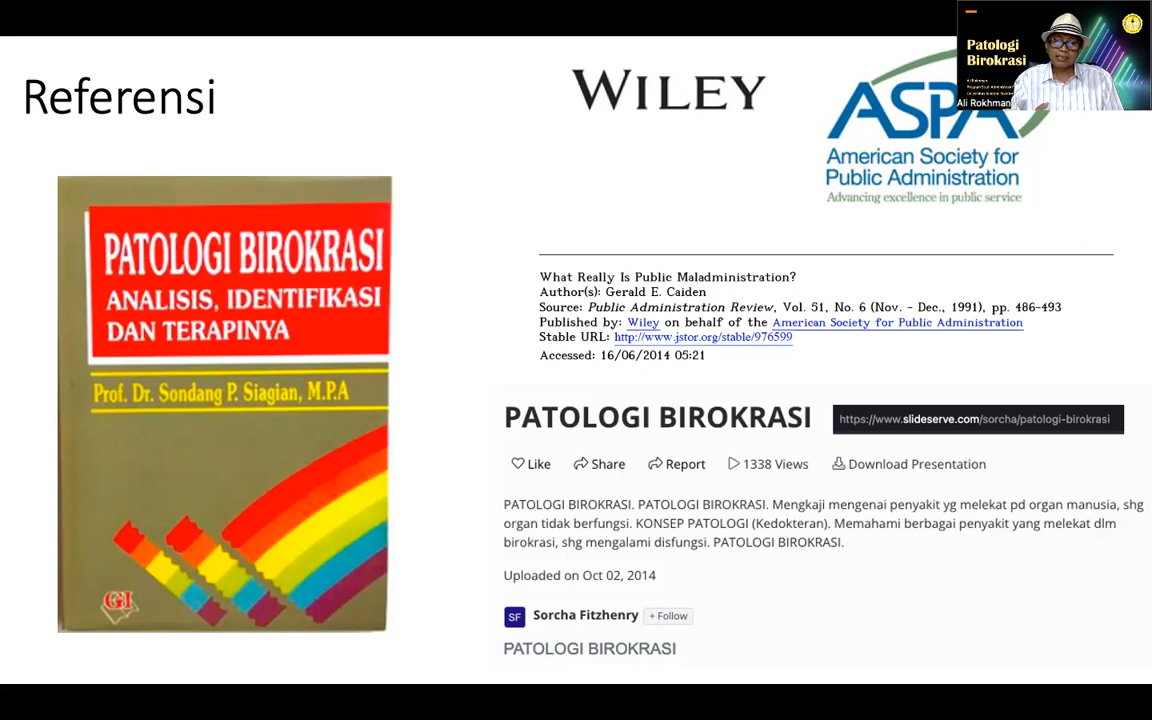 Referensi
PATOLOGI BIROKRASI
ANALISIS, IDENTIFIKASI
DAN TERAPINYA
Prof. Dr. Sondang P. Siagian, M.P.A
GI
WILEY
ASPA
American Society for
Public Administration
Advancing excellence in public service
Patologi
Birokrasi
Ali Rokhman
Ali Rokhman
What Really Is Public Maladministration?
Author(s): Gerald E. Caiden
Source: Public Administration Review, Vol. 51, No. 6 (Nov. - Dec., 1991), pp. 486-493
Published by: Wiley on behalf of the American Society for Public Administration
Stable URL: http://www.jstor.org/stable/976599
Accessed: 16/06/2014 05:21
PATOLOGI BIROKRASI
https://www.slideserve.com/sorcha/patologi-birokrasi
Like Share Report 1338 Views Download Presentation
PATOLOGI BIROKRASI. PATOLOGI BIROKRASI. Mengkaji mengenai penyakit yg melekat pd organ manusia, shg
organ tidak berfungsi. KONSEP PATOLOGI (Kedokteran). Memahami berbagai penyakit yang melekat dlm
birokrasi, shg mengalami disfungsi. PATOLOGI BIROKRASI.
Uploaded on Oct 02, 2014
SF Sorcha Fitzhenry + Follow
PATOLOGI BIROKRASI